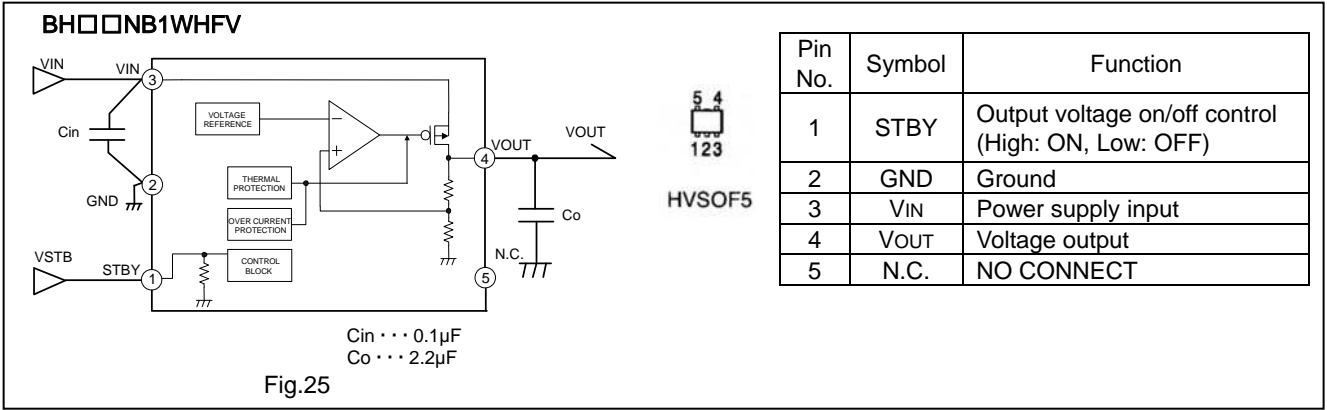 BH□□NB1WHFV
VIN
VIN
3
Cin
2
GND
VSTB
STBY
1
VOLTAGE
REFERENCE
THERMAL
PROTECTION
OVER CURRENT
PROTECTION
CONTROL
BLOCK
−
+
VOUT
4
VOUT
Co
N.C.
5
Cin・・・0.1µF
Co・・・2.2µF
Fig.25
5 4
123
HVSOF5
Pin No. Symbol Function
1 STBY Output voltage on/off control
(High: ON, Low: OFF)
2 GND Ground
3 VIN Power supply input
4 VOUT Voltage output
5 N.C. NO CONNECT